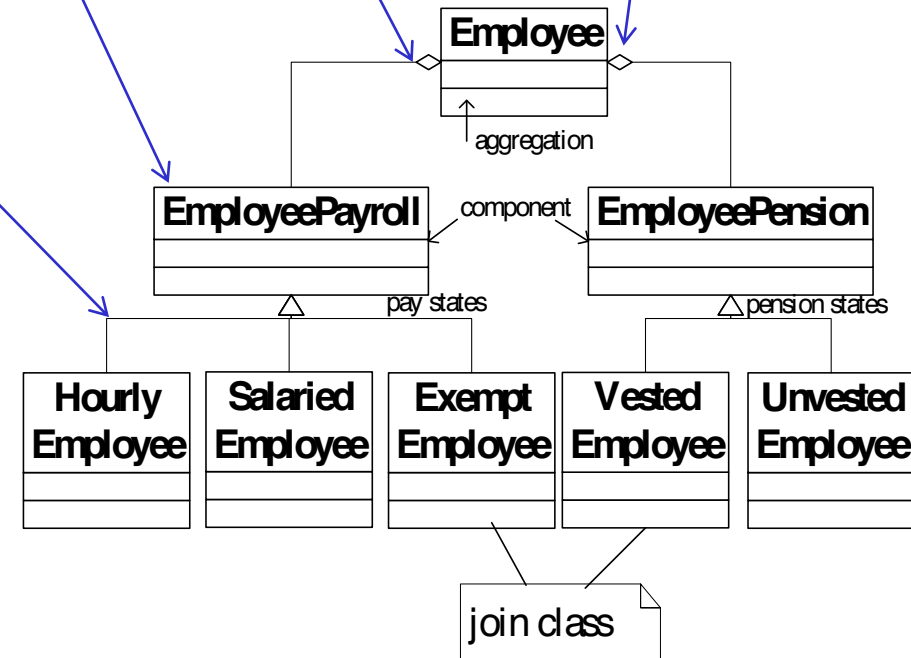 Employee
aggregation
EmployeePayroll
component
EmployeePension
pay states
pension states
Hourly
Employee
Salaried
Employee
Exempt
Employee
Vested
Employee
Unvested
Employee
join class